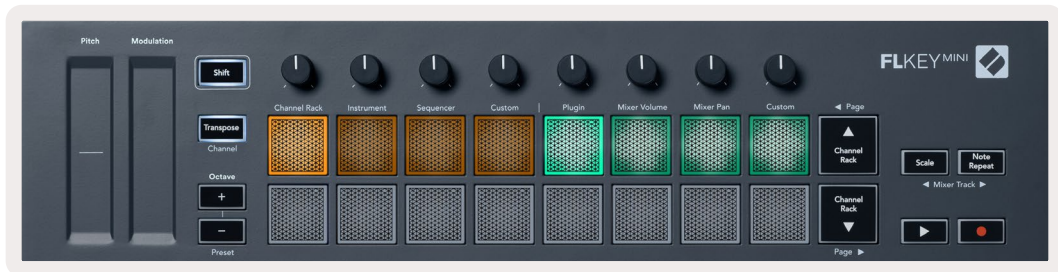 Pitch
Modulation
Shift
FLKEY MINI
Channel Rack
Instrument
Sequencer
Custom
Plugin
Mixer Volume
Mixer Pan
Custom
◄ Page
Transpose
Channel
▲
Channel
Rack
Scale
Note
Repeat
◄ Mixer Track ►
Octave
+
−
Preset
Channel
Rack
▼
Page ►